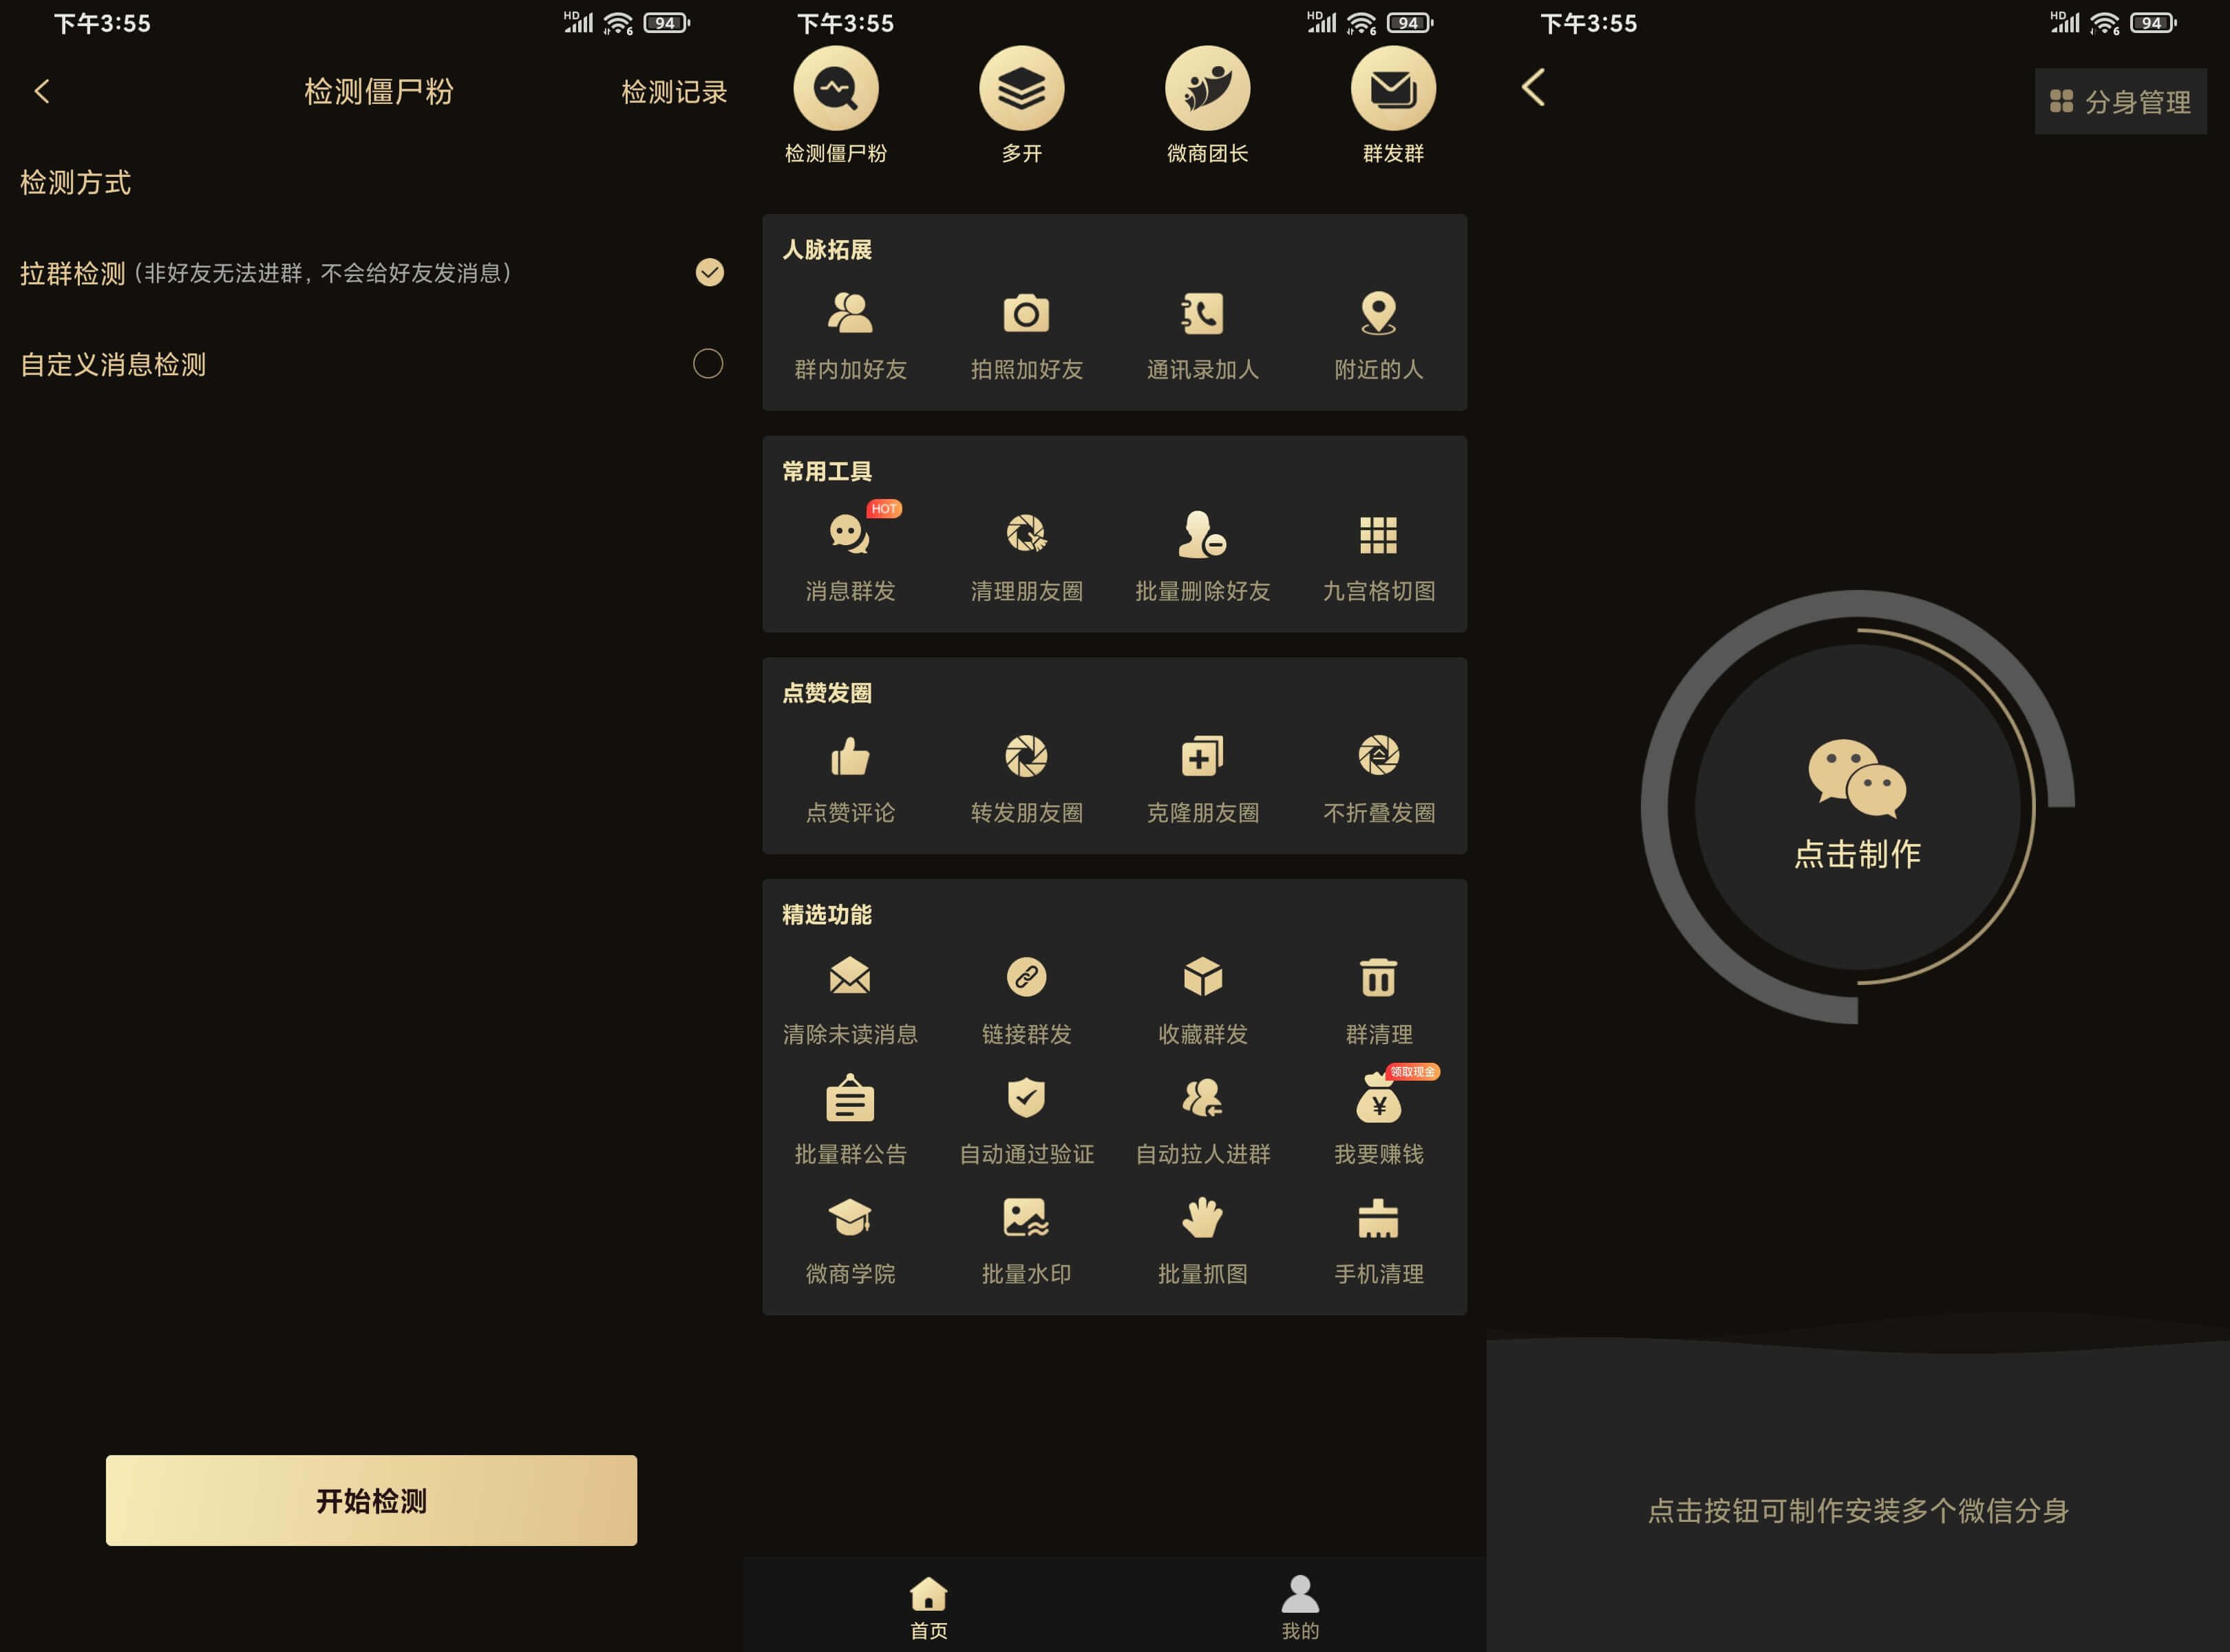 下午3:55
HD
6
94
检测僵尸粉
检测记录
检测方式
拉群检测(非好友无法进群, 不会给好友发消息)
自定义消息检测
开始检测
下午3:55
HD
6
94
检测僵尸粉
多开
微商团长
群发群
人脉拓展
群内加好友
拍照加好友
通讯录加人
附近的人
常用工具
HOT
消息群发
清理朋友圈
批量删除好友
九宫格切图
点赞发圈
点赞评论
转发朋友圈
克隆朋友圈
不折叠发圈
精选功能
清除未读消息
链接群发
收藏群发
群清理
领取现金
¥
批量群公告
自动通过验证
自动拉人进群
我要赚钱
微商学院
批量水印
批量抓图
手机清理
首页
我的
下午3:55
HD
6
94
分身管理
点击制作
点击按钮可制作安装多个微信分身